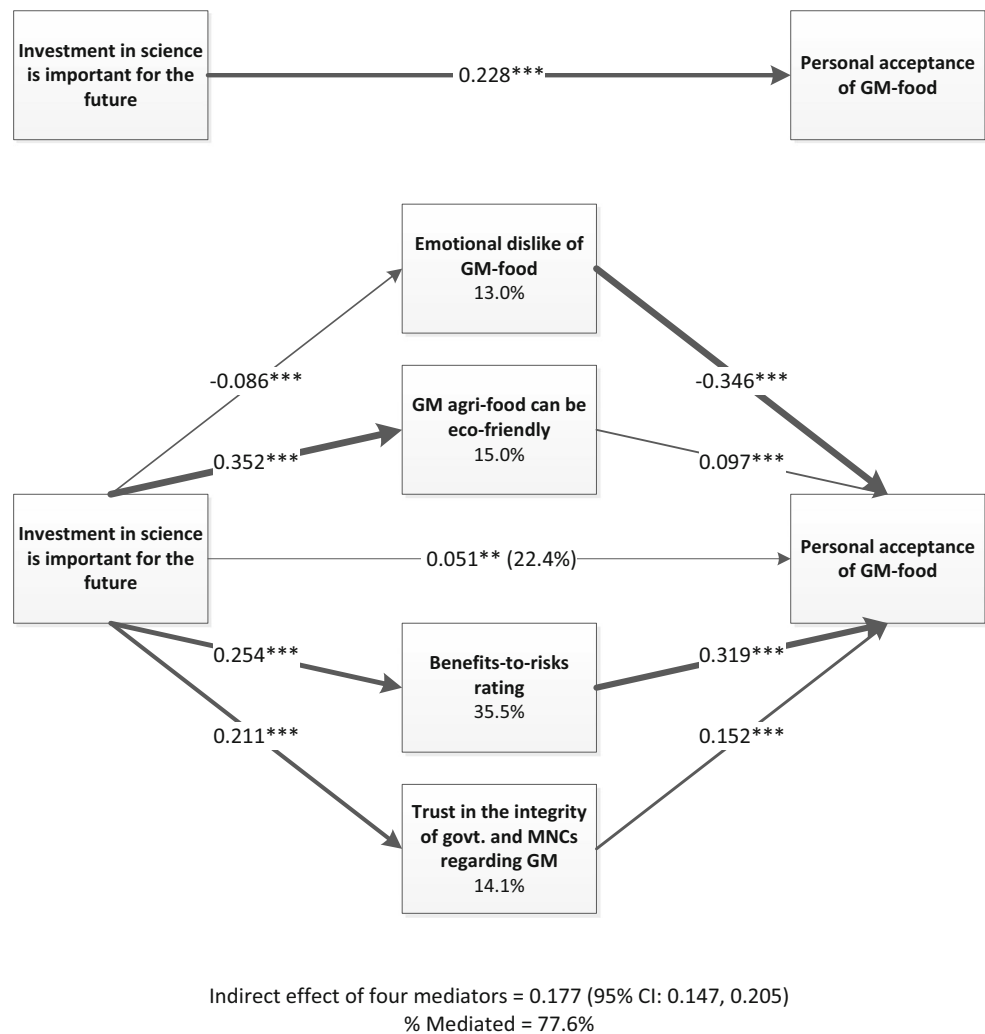 Investment in science
is important for the
future
0.228***
Personal acceptance
of GM-food
Emotional dislike of
GM-food
13.0%
-0.086***
-0.346***
GM agri-food can be
eco-friendly
15.0%
0.352***
0.097***
Investment in science
is important for the
future
0.051** (22.4%)
Personal acceptance
of GM-food
0.254***
Benefits-to-risks
rating
35.5%
0.319***
0.211***
0.152***
Trust in the integrity
of govt. and MNCs
regarding GM
14.1%
Indirect effect of four mediators = 0.177 (95% CI: 0.147, 0.205)
% Mediated = 77.6%